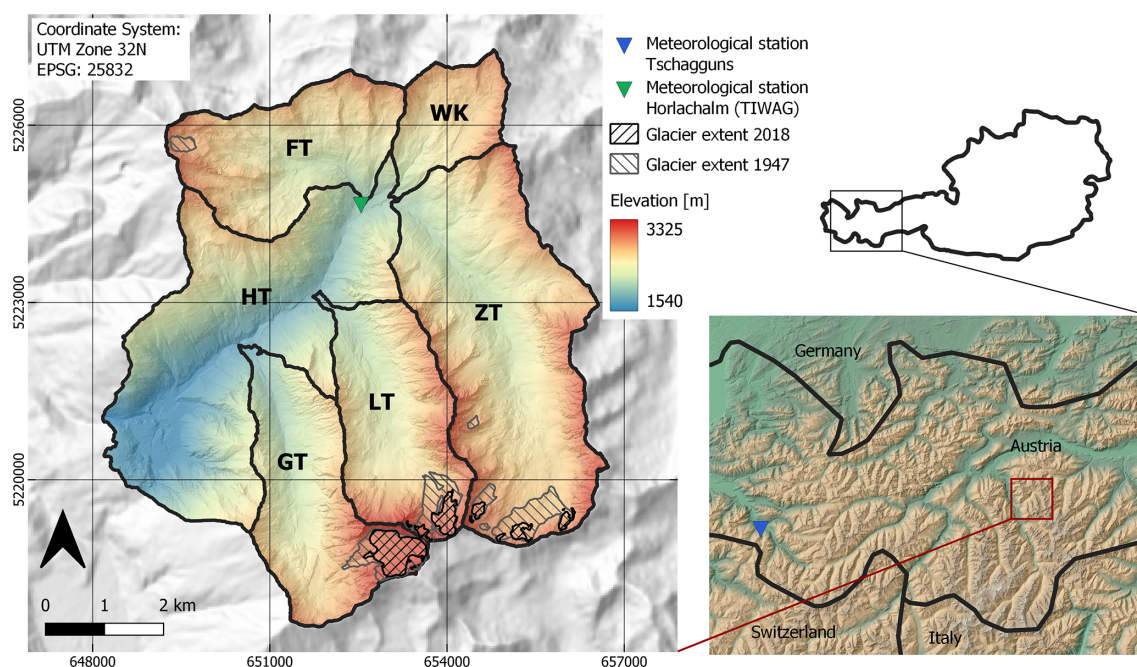 Coordinate System:
UTM Zone 32N
EPSG: 25832
Meteorological station
Tschagguns
Meteorological station
Horlachalm (TIWAG)
Glacier extent 2018
Glacier extent 1947
Elevation [m]
3325
1540
5226000
5223000
5220000
WK
FT
HT
ZT
LT
GT
0 1 2 km
648000 651000 654000 657000
Germany
Austria
Switzerland
Italy